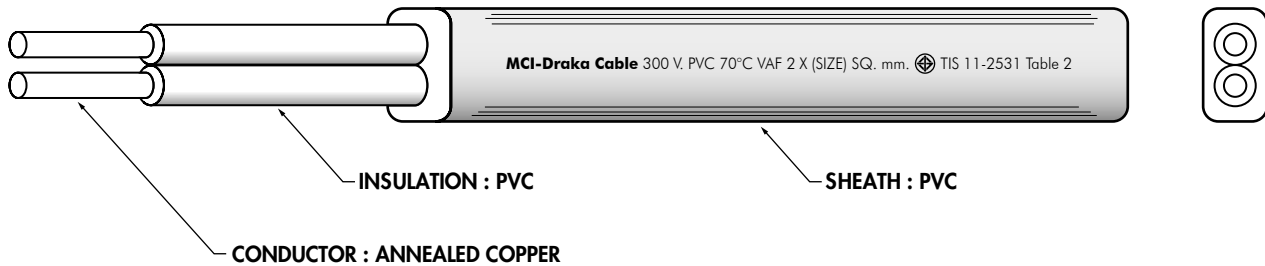 MCI-Draka Cable 300 V. PVC 70°C VAF 2 X (SIZE) SQ. mm. TIS 11-2531 Table 2
INSULATION : PVC
SHEATH : PVC
CONDUCTOR : ANNEALED COPPER